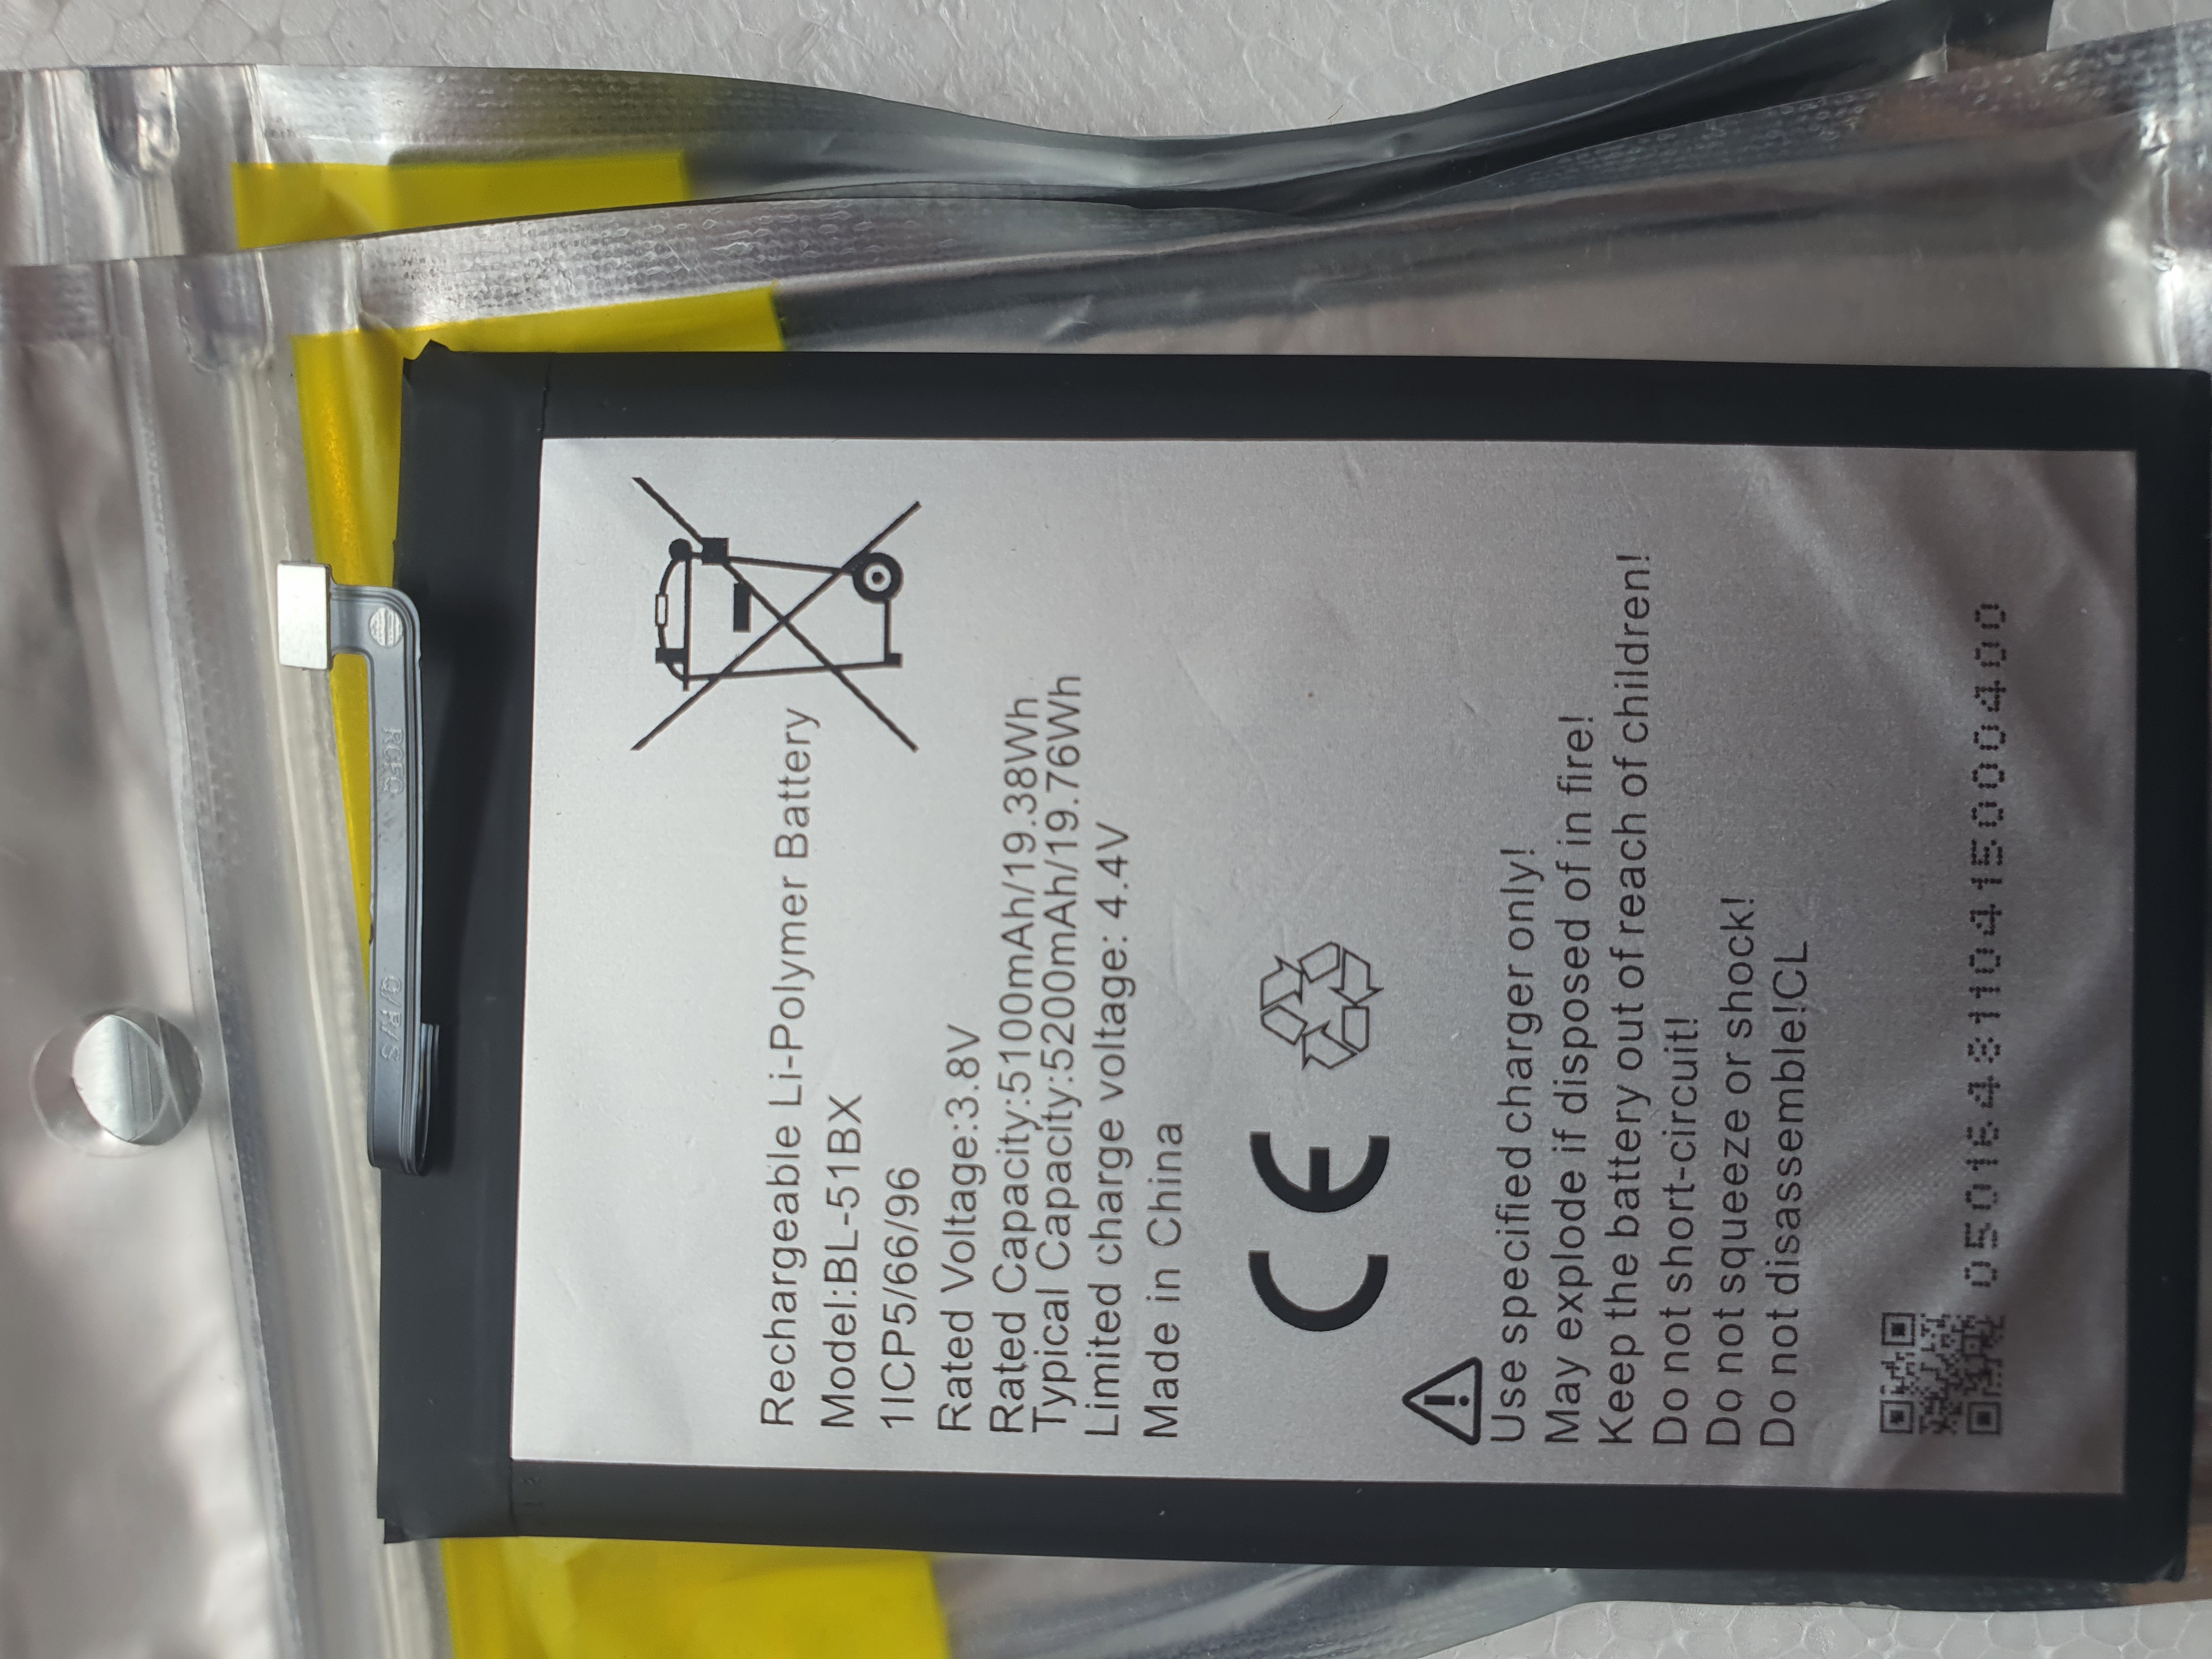 RCFQ
Q/P/S
Rechargeable Li-Polymer Battery
Model:BL-51BX
1ICP5/66/96
Rated Voltage:3.8V
Rated Capacity:5100mAh/19.38Wh
Typical Capacity:5200mAh/19.76Wh
Limited charge voltage: 4.4V
Made in China
CE
Use specified charger only!
May explode if disposed of in fire!
Keep the battery out of reach of children!
Do not short-circuit!
Do not squeeze or shock!
Do not disassemble!CL